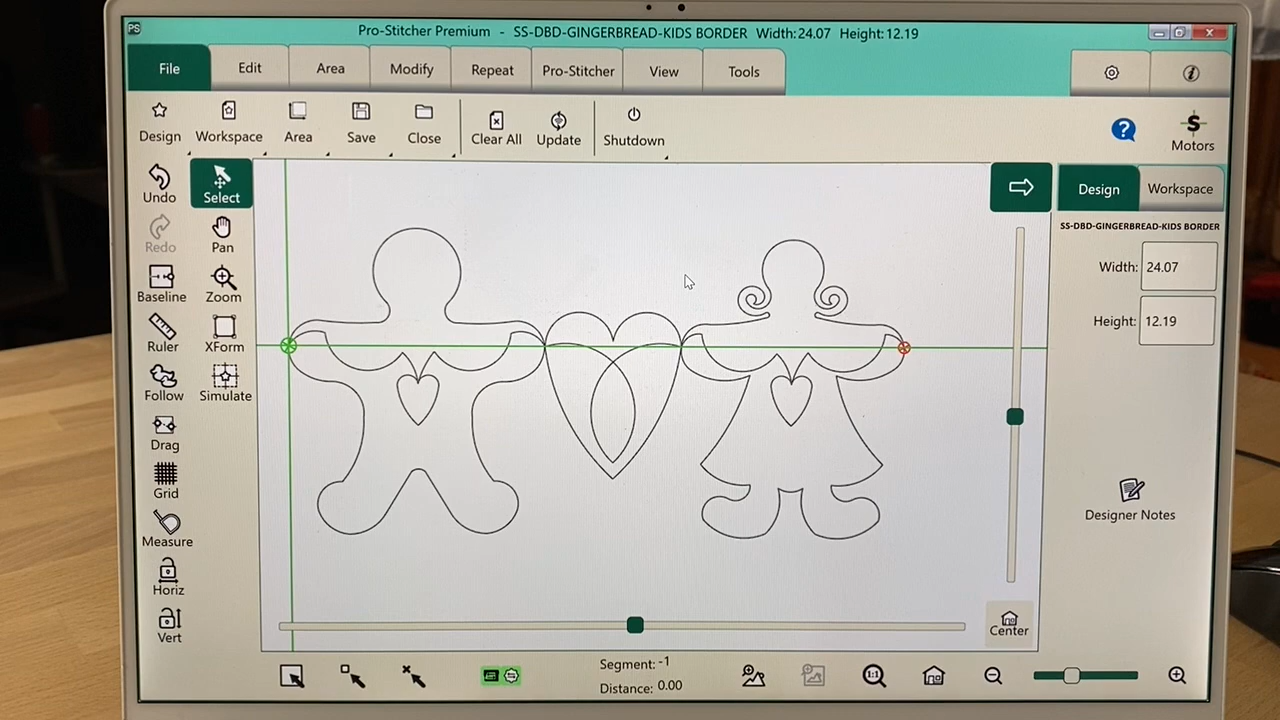 PS Pro-Stitcher Premium - SS-DBD-GINGERBREAD-KIDS BORDER Width:24.07 Height:12.19
File Edit Area Modify Repeat Pro-Stitcher View Tools
Design Workspace Area Save Close Clear All Update Shutdown ? S Motors
Undo Select
Redo Pan
Baseline Zoom
Ruler XForm
Follow Simulate
Drag
Grid
Measure
Horiz
Vert
Design Workspace
SS-DBD-GINGERBREAD-KIDS BORDER
Width: 24.07
Height: 12.19
Designer Notes
Center
Segment: -1
Distance: 0.00
1:1